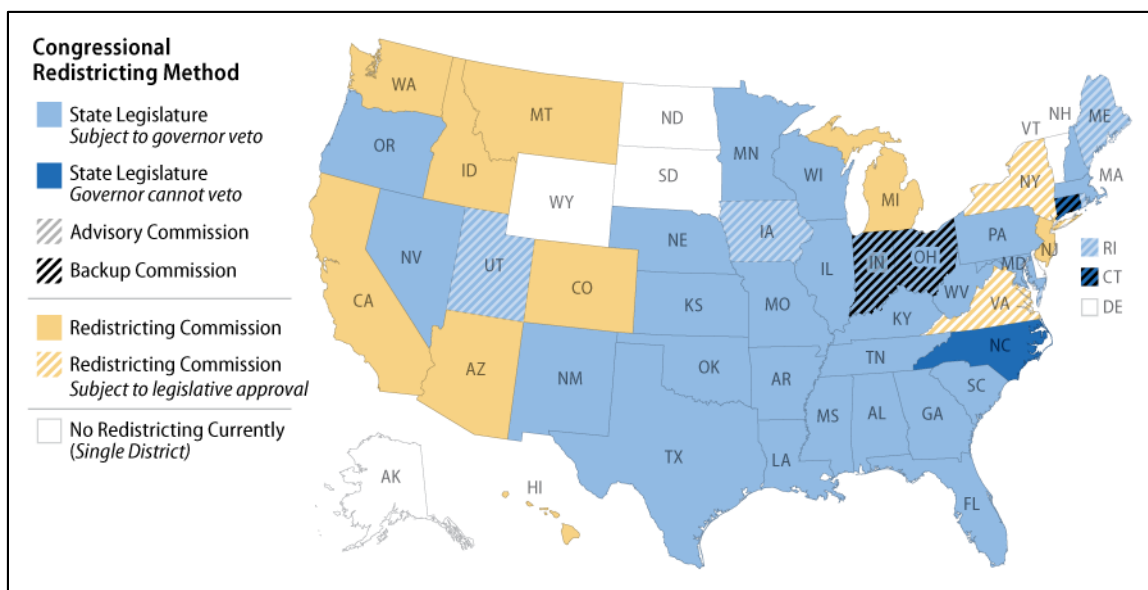 Congressional
Redistricting Method
State Legislature
Subject to governor veto
State Legislature
Governor cannot veto
Advisory Commission
Backup Commission
Redistricting Commission
Redistricting Commission
Subject to legislative approval
No Redistricting Currently
(Single District)
WA
MT
ND
MN
VT
NH
ME
OR
ID
SD
WI
MI
NY
MA
WY
IA
PA
NJ
RI
NV
UT
NE
IL
IN
OH
MD
CT
CA
CO
KS
MO
WV
VA
DE
KY
AZ
NM
OK
AR
TN
NC
SC
TX
LA
MS
AL
GA
FL
AK
HI